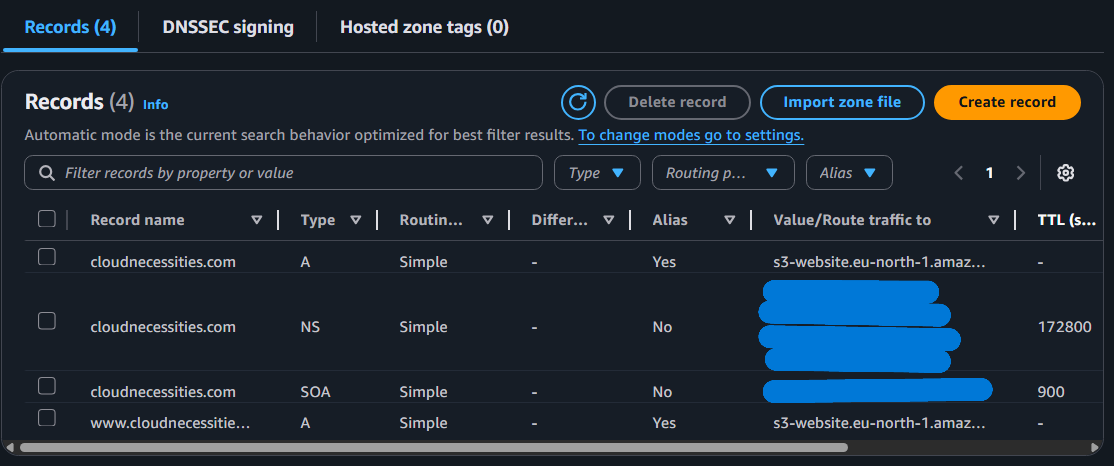 Records (4) DNSSEC signing Hosted zone tags (0)
Records (4) Info Delete record Import zone file Create record
Automatic mode is the current search behavior optimized for best filter results. To change modes go to settings.
Filter records by property or value Type Routing p... Alias 1
Record name Type Routin... Differ... Alias Value/Route traffic to TTL (s...
cloudnecessities.com A Simple - Yes s3-website.eu-north-1.amaz... -
cloudnecessities.com NS Simple - No 172800
cloudnecessities.com SOA Simple - No 900
www.cloudnecessitie... A Simple - Yes s3-website.eu-north-1.amaz... -